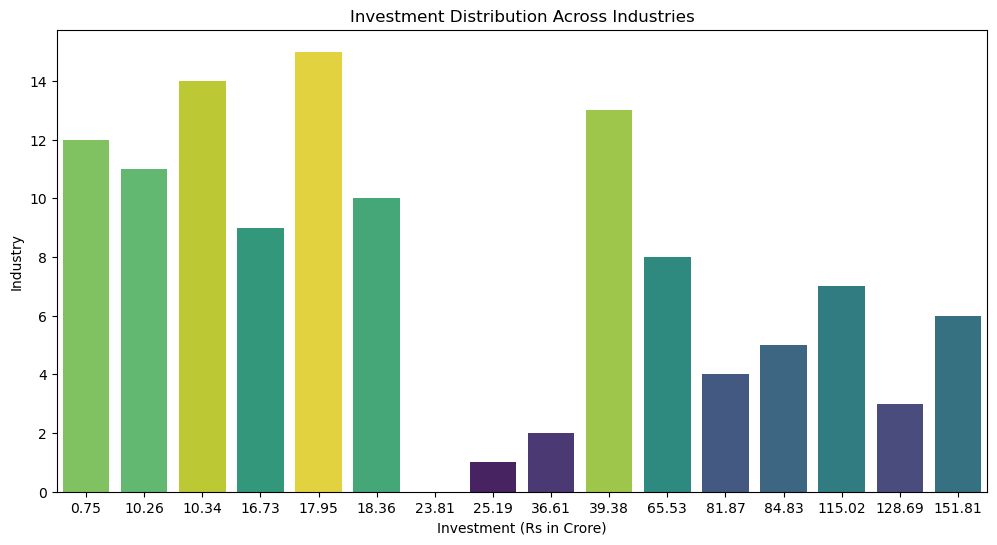 Investment Distribution Across Industries
14
12
10
8
6
4
2
0
Industry
0.75 10.26 10.34 16.73 17.95 18.36 23.81 25.19 36.61 39.38 65.53 81.87 84.83 115.02 128.69 151.81
Investment (Rs in Crore)